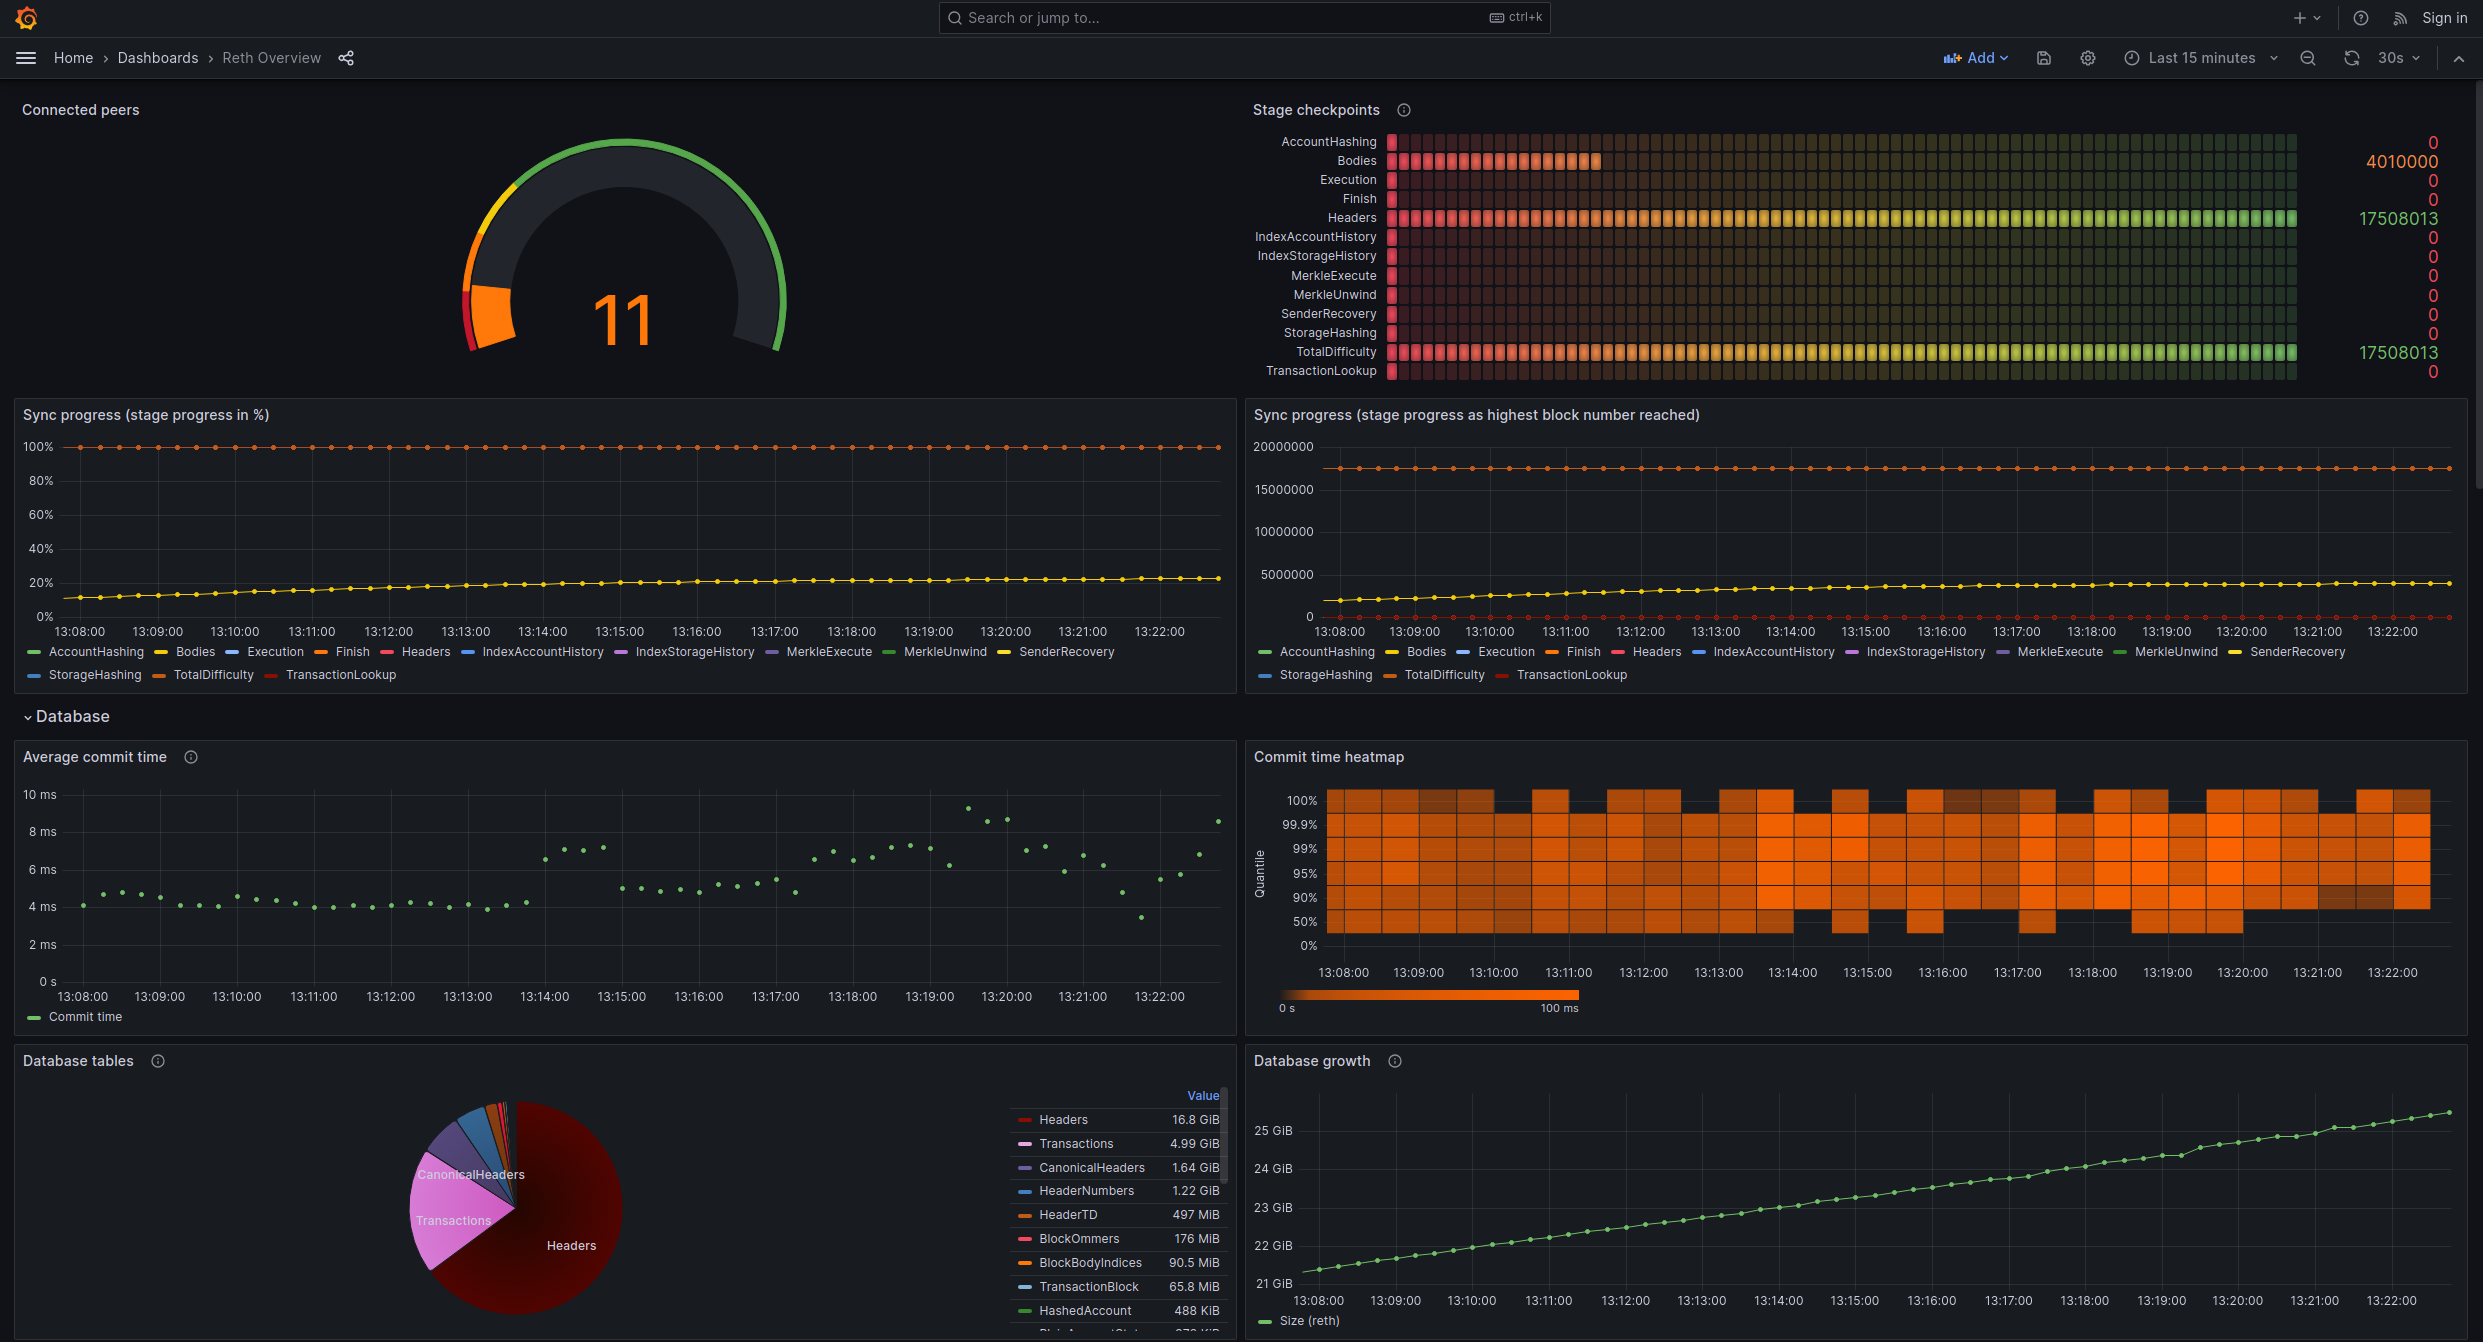 Search or jump to...
ctrl+k
Sign in
Home › Dashboards › Reth Overview
Add
Last 15 minutes
30s
Connected peers
11
Stage checkpoints
AccountHashing 0
Bodies 4010000
Execution 0
Finish 0
Headers 17508013
IndexAccountHistory 0
IndexStorageHistory 0
MerkleExecute 0
MerkleUnwind 0
SenderRecovery 0
StorageHashing 0
TotalDifficulty 17508013
TransactionLookup 0
Sync progress (stage progress in %)
100%
80%
60%
40%
20%
0%
13:08:00 13:09:00 13:10:00 13:11:00 13:12:00 13:13:00 13:14:00 13:15:00 13:16:00 13:17:00 13:18:00 13:19:00 13:20:00 13:21:00 13:22:00
AccountHashing Bodies Execution Finish Headers IndexAccountHistory IndexStorageHistory MerkleExecute MerkleUnwind SenderRecovery
StorageHashing TotalDifficulty TransactionLookup
Sync progress (stage progress as highest block number reached)
20000000
15000000
10000000
5000000
0
13:08:00 13:09:00 13:10:00 13:11:00 13:12:00 13:13:00 13:14:00 13:15:00 13:16:00 13:17:00 13:18:00 13:19:00 13:20:00 13:21:00 13:22:00
AccountHashing Bodies Execution Finish Headers IndexAccountHistory IndexStorageHistory MerkleExecute MerkleUnwind SenderRecovery
StorageHashing TotalDifficulty TransactionLookup
Database
Average commit time
10 ms
8 ms
6 ms
4 ms
2 ms
0 s
13:08:00 13:09:00 13:10:00 13:11:00 13:12:00 13:13:00 13:14:00 13:15:00 13:16:00 13:17:00 13:18:00 13:19:00 13:20:00 13:21:00 13:22:00
Commit time
Commit time heatmap
Quantile
100%
99.9%
99%
95%
90%
50%
0%
13:08:00 13:09:00 13:10:00 13:11:00 13:12:00 13:13:00 13:14:00 13:15:00 13:16:00 13:17:00 13:18:00 13:19:00 13:20:00 13:21:00 13:22:00
0 s 100 ms
Database tables
CanonicalHeaders
Transactions
Headers
Value
Headers 16.8 GiB
Transactions 4.99 GiB
CanonicalHeaders 1.64 GiB
HeaderNumbers 1.22 GiB
HeaderTD 497 MiB
BlockOmmers 176 MiB
BlockBodyIndices 90.5 MiB
TransactionBlock 65.8 MiB
HashedAccount 488 KiB
Database growth
25 GiB
24 GiB
23 GiB
22 GiB
21 GiB
13:08:00 13:09:00 13:10:00 13:11:00 13:12:00 13:13:00 13:14:00 13:15:00 13:16:00 13:17:00 13:18:00 13:19:00 13:20:00 13:21:00 13:22:00
Size (reth)